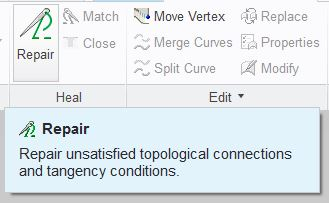 Match
Close
Repair
Heal
Move Vertex
Merge Curves
Split Curve
Replace
Properties
Modify
Edit
Repair
Repair unsatisfied topological connections
and tangency conditions.